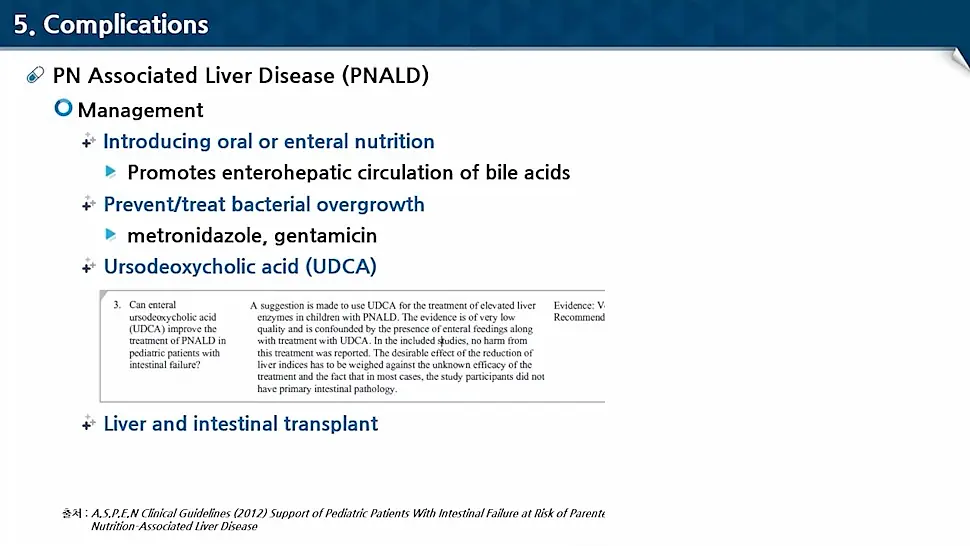 5. Complications
PN Associated Liver Disease (PNALD)
Management
Introducing oral or enteral nutrition
Promotes enterohepatic circulation of bile acids
Prevent/treat bacterial overgrowth
metronidazole, gentamicin
Ursodeoxycholic acid (UDCA)
3. Can enteral
ursodeoxycholic acid
(UDCA) improve the
treatment of PNALD in
pediatric patients with
intestinal failure?
A suggestion is made to use UDCA for the treatment of elevated liver
enzymes in children with PNALD. The evidence is of very low
quality and is confounded by the presence of enteral feedings along
with treatment with UDCA. In the included studies, no harm from
this treatment was reported. The desirable effect of the reduction of
liver indices has to be weighed against the unknown efficacy of the
treatment and the fact that in most cases, the study participants did not
have primary intestinal pathology.
Evidence:
Recommend
Liver and intestinal transplant
출처 : A.S.P.E.N Clinical Guidelines (2012) Support of Pediatric Patients With Intestinal Failure at Risk of Parente
Nutrition-Associated Liver Disease